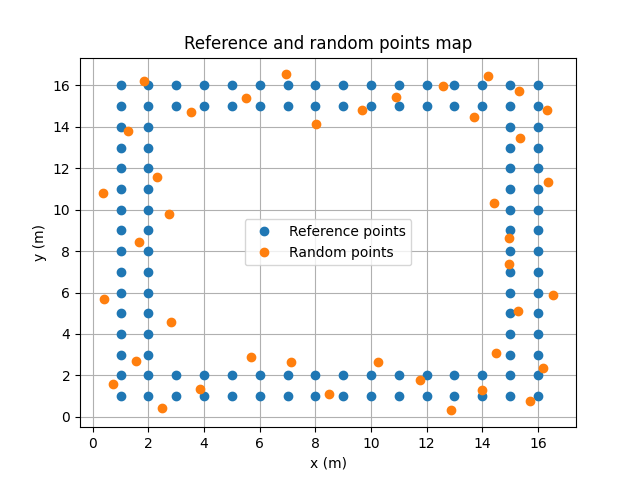 Reference and random points map
y (m)
16
14
12
10
8
6
4
2
0
Reference points
Random points
0 2 4 6 8 10 12 14 16
x (m)